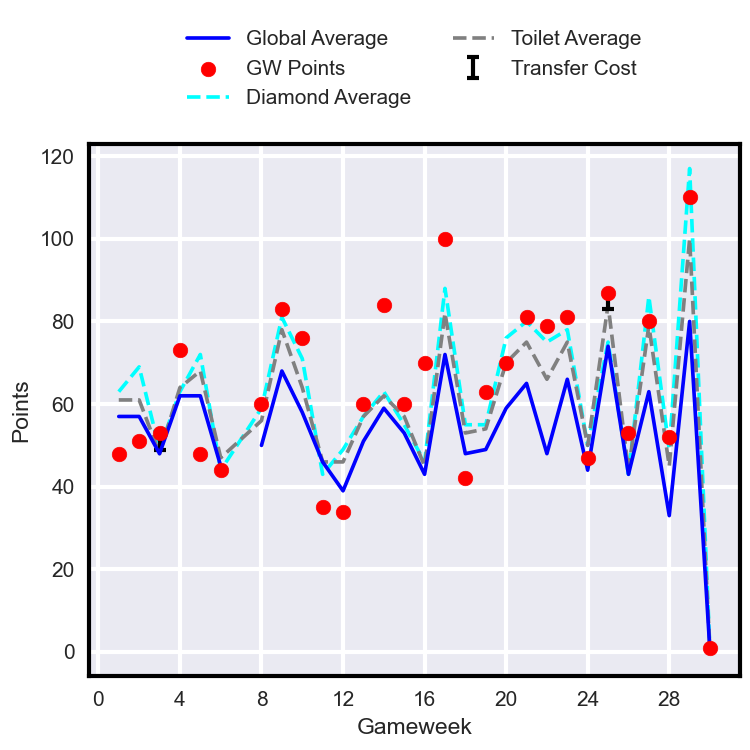 Global Average
GW Points
Diamond Average
Toilet Average
Transfer Cost
120
100
80
60
40
20
0
Points
0 4 8 12 16 20 24 28
Gameweek